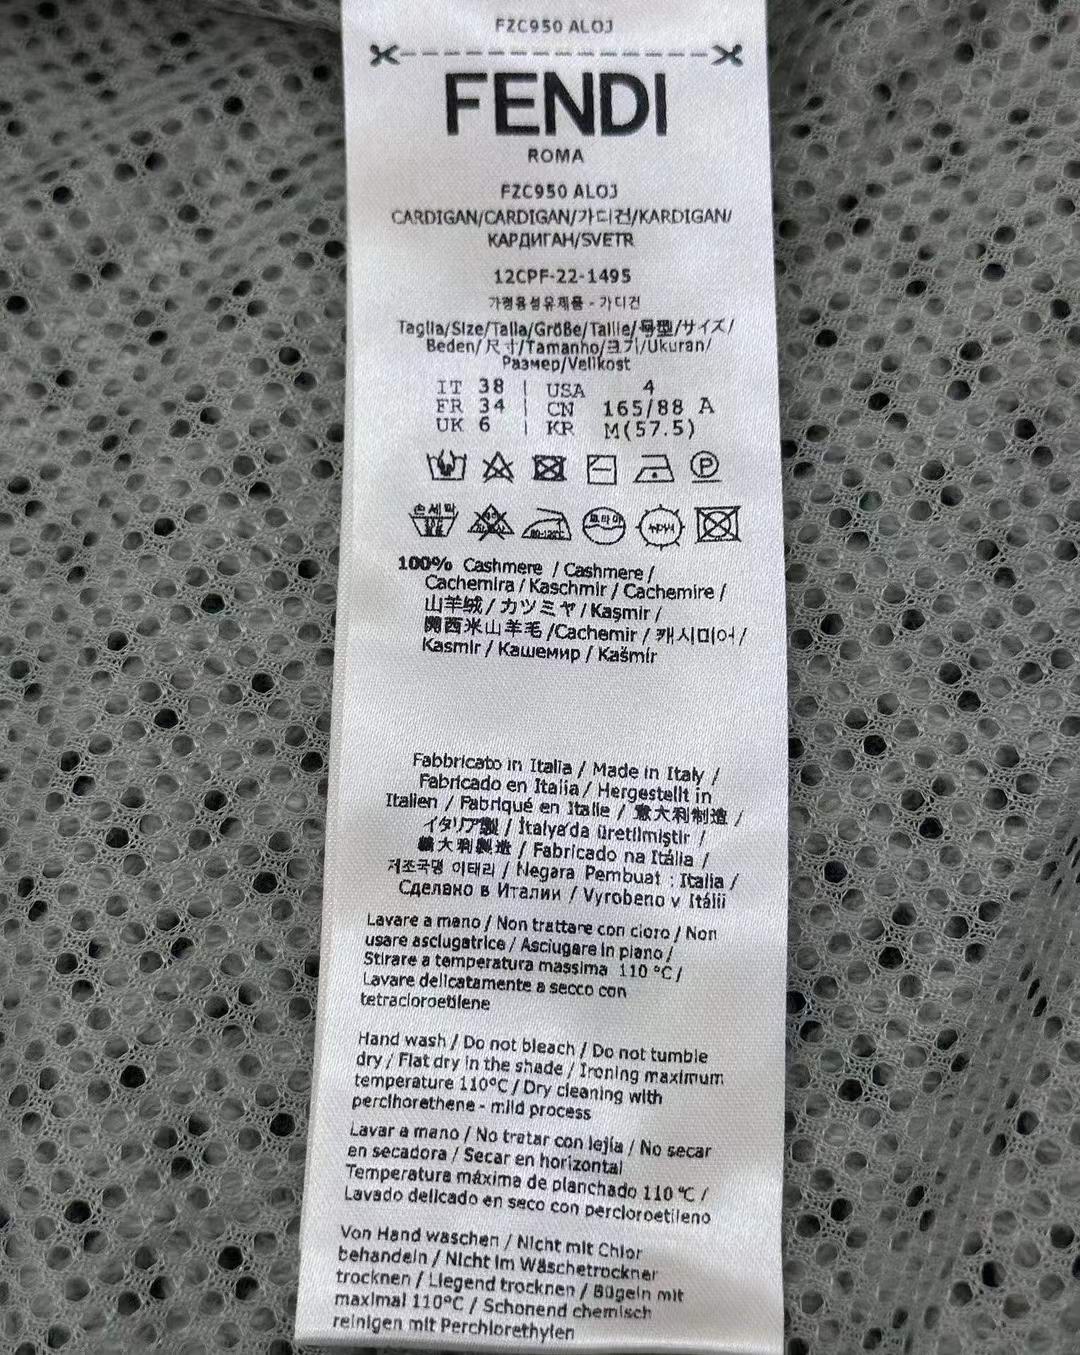 FZC950 ALOJ
FENDI
ROMA
FZC950 ALOJ
CARDIGAN/CARDIGAN/가디건/KARDIGAN/
КАРДИГАН/SVETR
12CPF-22-1495
가정용섬유제품 - 가디건
Taglia/Size/Talla/Größe/Taille/号型/サイズ/
Beden/尺寸/Tamanho/크기/Ukuran/
Размер/Velikost
IT 38 | USA 4
FR 34 | CN 165/88 A
UK 6 | KR M(57.5)
P
손세탁
80-120℃
100% Cashmere / Cashmere /
Cachemira / Kaschmir / Cachemire /
山羊绒 / カシミヤ / Kaşmir /
開西米山羊毛 /Cachemir / 캐시미어 /
Kasmir / Кашемир / Kašmír
Fabbricato in Italia / Made in Italy /
Fabricado en Italia / Hergestellt in
Italien / Fabriqué en Italie / 意大利制造 /
イタリア製 / İtalya'da üretilmiştir /
義大利製造 / Fabricado na Itália /
제조국명 이태리 / Negara Pembuat : Italia /
Сделано в Италии / Vyrobeno v Itálii
Lavare a mano / Non trattare con cloro / Non
usare asciugatrice / Asciugare in piano /
Stirare a temperatura massima 110 °C /
Lavare delicatamente a secco con
tetracloroetilene
Hand wash / Do not bleach / Do not tumble
dry / Flat dry in the shade / Ironing maximum
temperature 110°C / Dry cleaning with
perclhorethene - mild process
Lavar a mano / No tratar con lejía / No secar
en secadora / Secar en horizontal
Temperatura máxima de planchado 110 °C /
Lavado delicado en seco con percloroetileno
Von Hand waschen / Nicht mit Chlor
behandeln / Nicht im Wäschetrockner
trocknen / Liegend trocknen / Bügeln mit
maximal 110°C / Schonend chemisch
reinigen mit Perchlorethylen